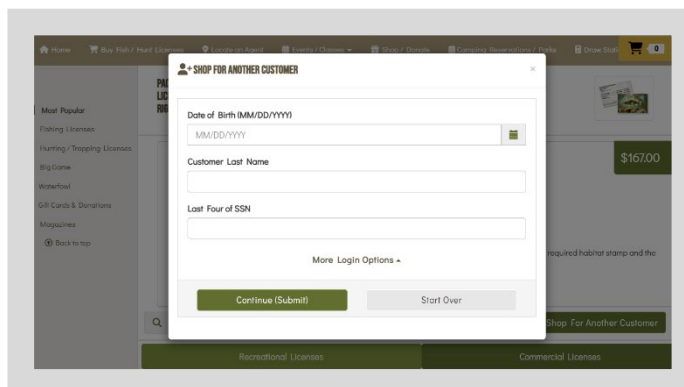 Home Buy Fish / Hunt Licenses Locate an Agent Events / Classes Shop / Donate Camping Reservations / Parks Draw Stati 0
SHOP FOR ANOTHER CUSTOMER ×
PAC
LIC
RIG
Most Popular
Fishing Licenses
Hunting / Trapping Licenses
Big Game
Waterfowl
Gift Cards & Donations
Magazines
Back to top
Date of Birth (MM/DD/YYYY)
MM/DD/YYYY
Customer Last Name
$167.00
Last Four of SSN
required habitat stamp and the
More Login Options
Continue (Submit) Start Over
Shop For Another Customer
Recreational Licenses Commercial Licenses